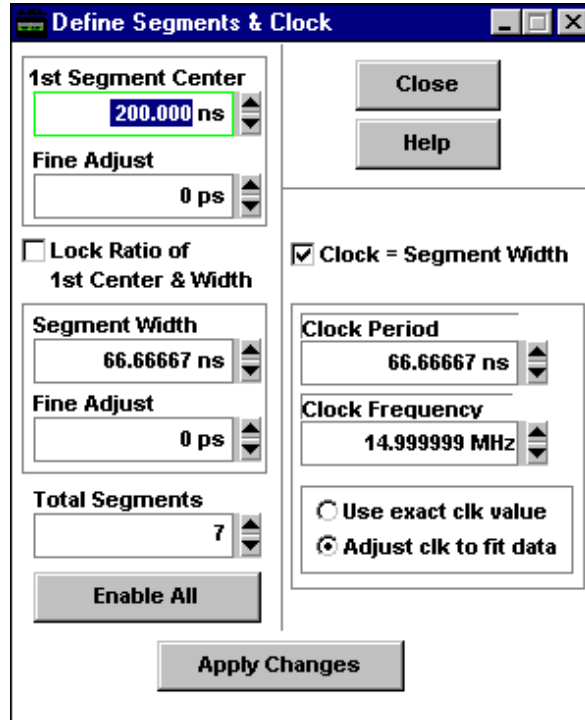 Define Segments & Clock
1st Segment Center
200.000 ns
Fine Adjust
0 ps
Lock Ratio of
1st Center & Width
Segment Width
66.66667 ns
Fine Adjust
0 ps
Total Segments
7
Enable All
Close
Help
Clock = Segment Width
Clock Period
66.66667 ns
Clock Frequency
14.999999 MHz
Use exact clk value
Adjust clk to fit data
Apply Changes